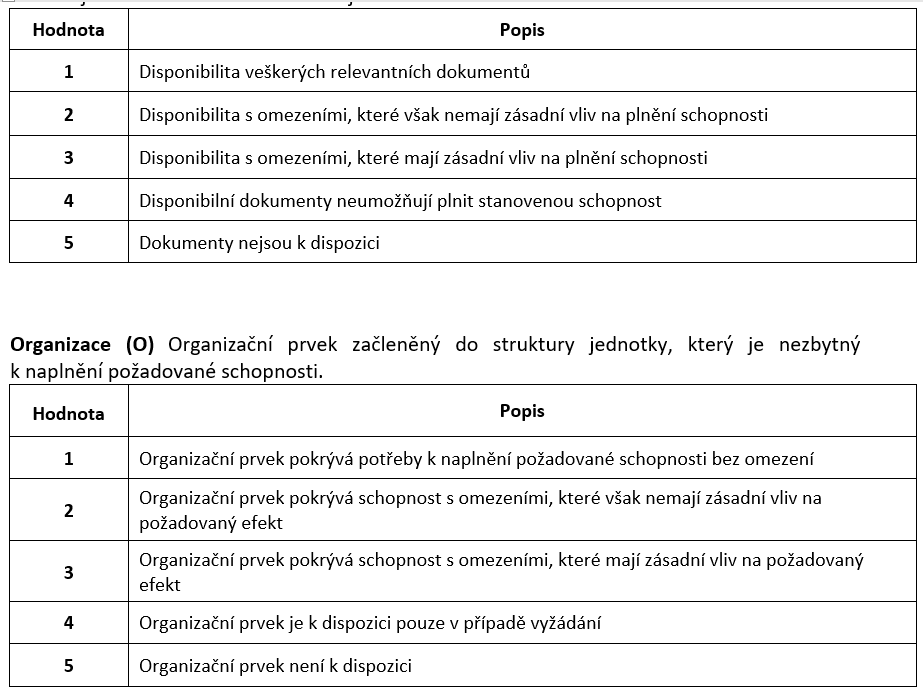 Hodnota Popis
1 Disponibilita veškerých relevantních dokumentů
2 Disponibilita s omezeními, které však nemají zásadní vliv na plnění schopnosti
3 Disponibilita s omezeními, které mají zásadní vliv na plnění schopnosti
4 Disponibilní dokumenty neumožňují plnit stanovenou schopnost
5 Dokumenty nejsou k dispozici
Organizace (O) Organizační prvek začleněný do struktury jednotky, který je nezbytný
k naplnění požadované schopnosti.
Hodnota Popis
1 Organizační prvek pokrývá potřeby k naplnění požadované schopnosti bez omezení
2 Organizační prvek pokrývá schopnost s omezeními, které však nemají zásadní vliv na
požadovaný efekt
3 Organizační prvek pokrývá schopnost s omezeními, které mají zásadní vliv na požadovaný
efekt
4 Organizační prvek je k dispozici pouze v případě vyžádání
5 Organizační prvek není k dispozici